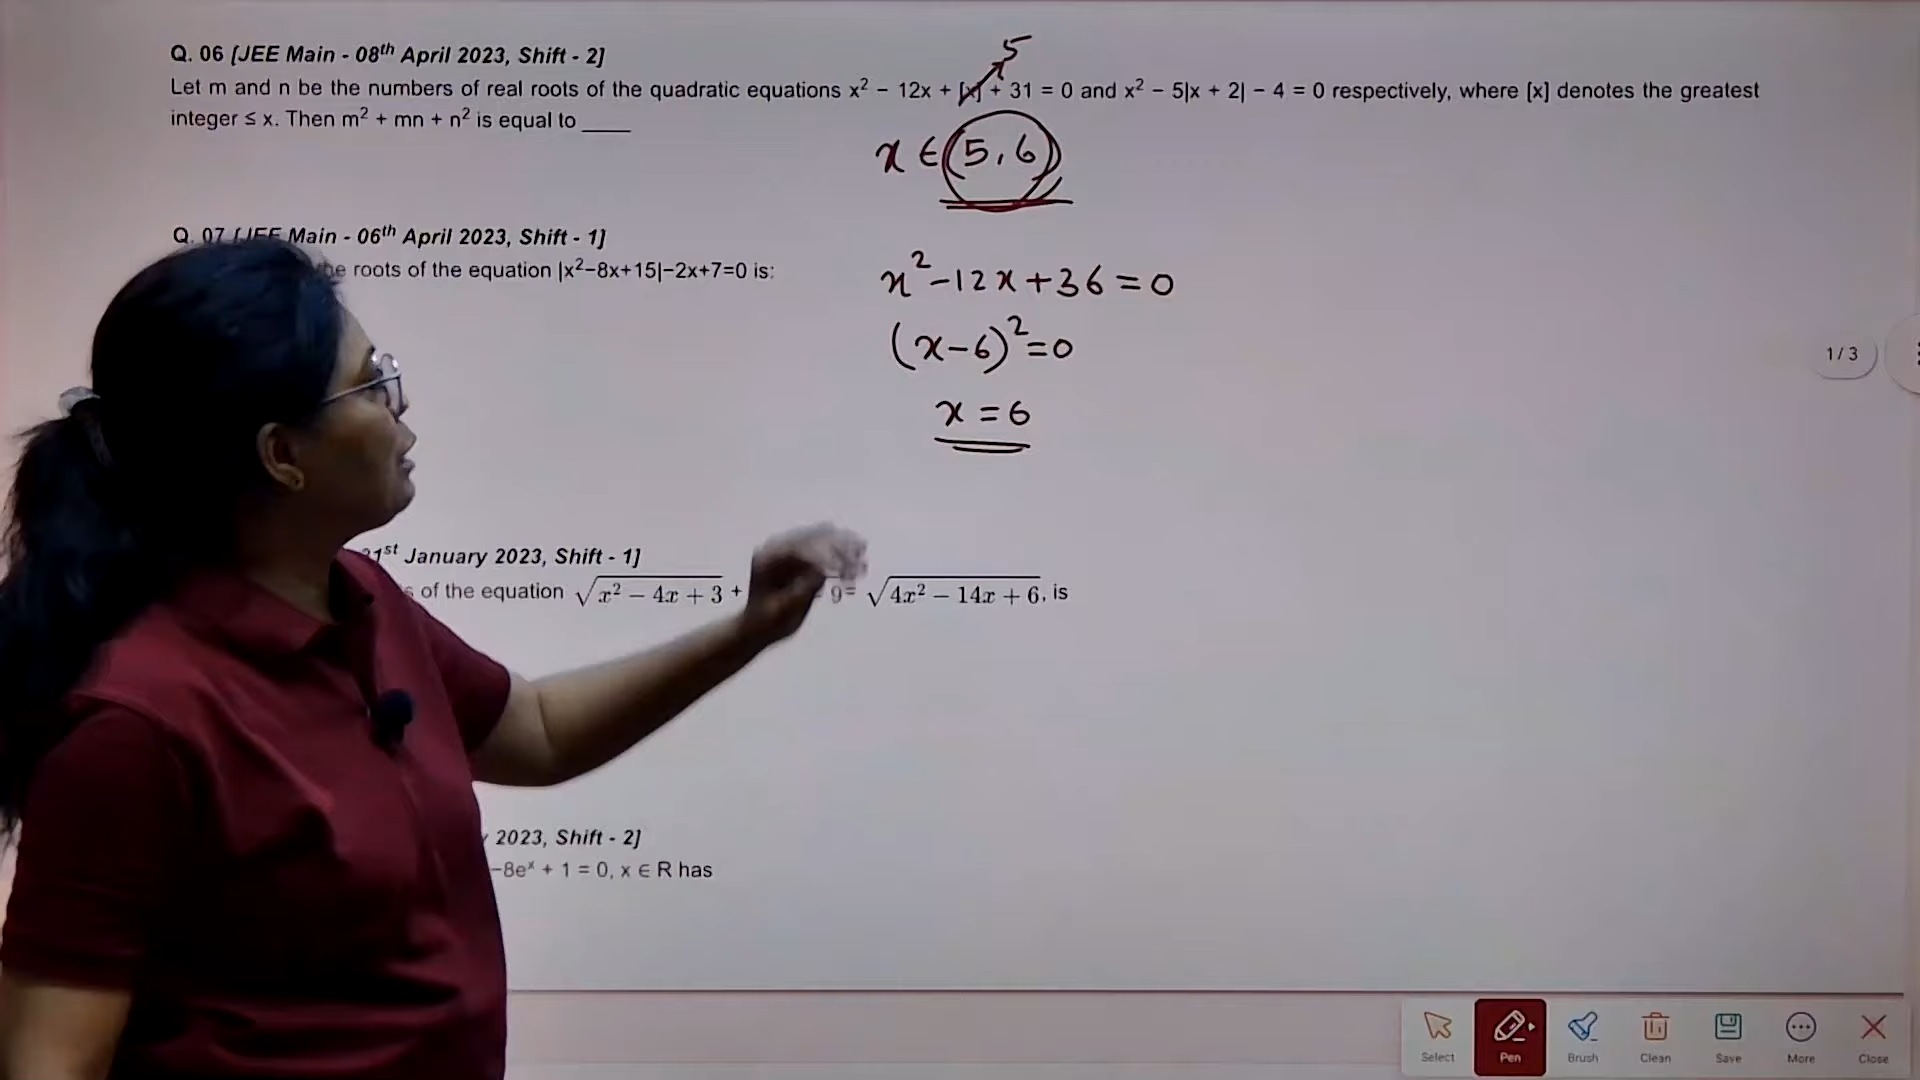 Q. 06 [JEE Main - 08th April 2023, Shift - 2]
Let m and n be the numbers of real roots of the quadratic equations x² − 12x + [x] + 31 = 0 and x² − 5|x + 2| − 4 = 0 respectively, where [x] denotes the greatest
integer ≤ x. Then m² + mn + n² is equal to ____
5
x ∈ (5, 6)
Q. 07 [JEE Main - 06th April 2023, Shift - 1]
the roots of the equation |x²−8x+15|−2x+7=0 is:
x² − 12x + 36 = 0
(x − 6)² = 0
x = 6
1 / 3
st January 2023, Shift - 1]
of the equation √(x² − 4x + 3) + 9 = √(4x² − 14x + 6), is
2023, Shift - 2]
−8eˣ + 1 = 0, x ∈ R has
Select Pen Brush Clean Save More Close